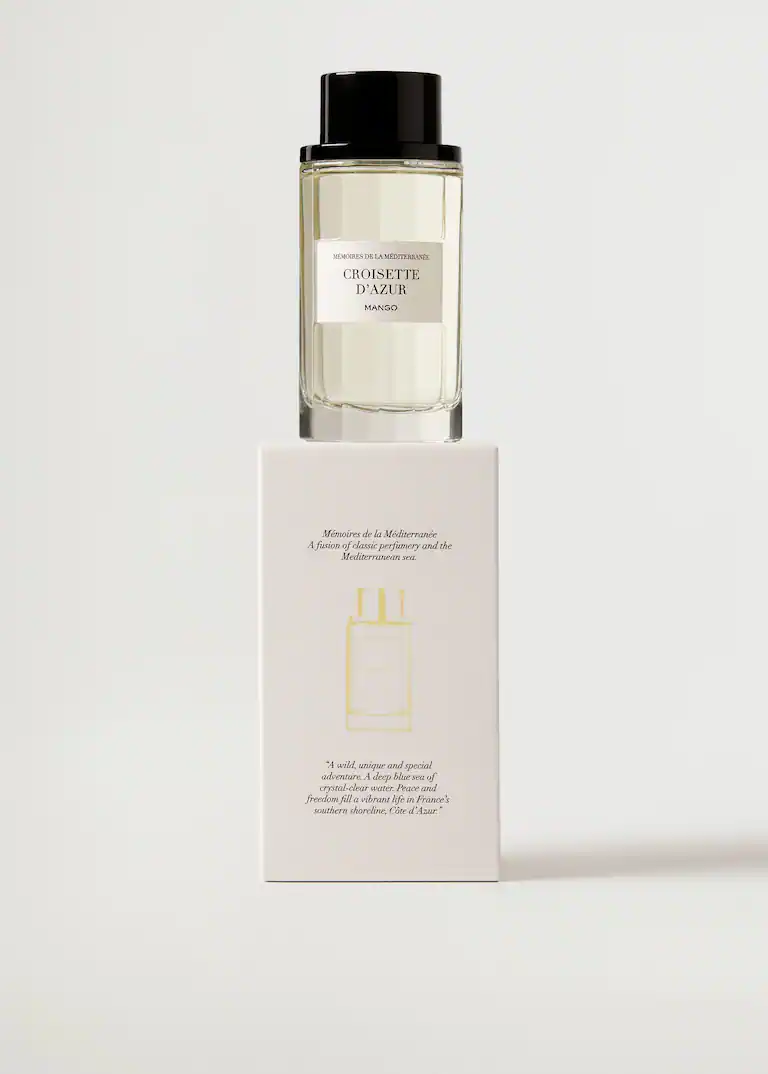 MÉMOIRES DE LA MÉDITERRANÉE
CROISETTE
D'AZUR
MANGO
Mémoires de la Méditerranée
A fusion of classic perfumery and the
Mediterranean sea.
"A wild, unique and special
adventure. A deep blue sea of
crystal-clear water. Peace and
freedom fill a vibrant life in France's
southern shoreline, Côte d'Azur."